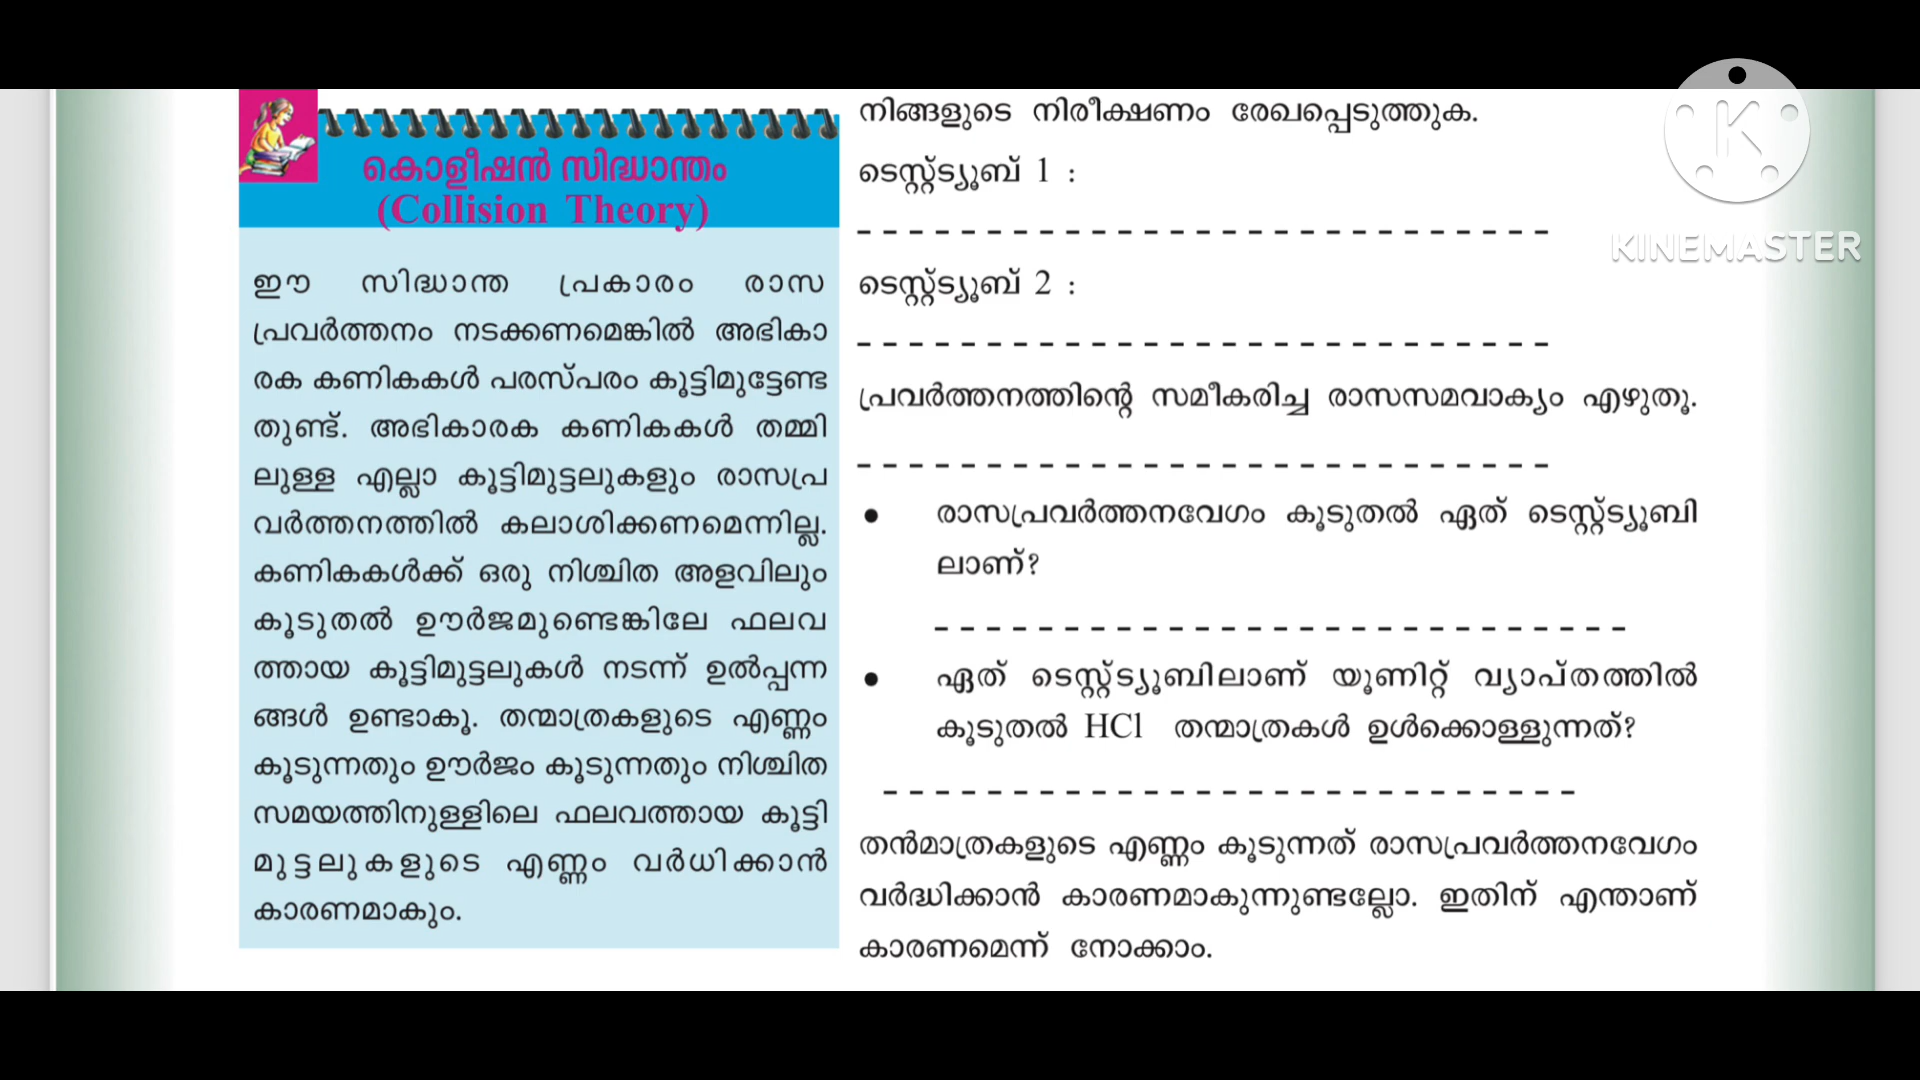 കൊളീഷൻ സിദ്ധാന്തം
(Collision Theory)
ഈ സിദ്ധാന്ത പ്രകാരം രാസ
പ്രവർത്തനം നടക്കണമെങ്കിൽ അഭികാ
രക കണികകൾ പരസ്പരം കൂട്ടിമുട്ടേണ്ട
തുണ്ട്. അഭികാരക കണികകൾ തമ്മി
ലുള്ള എല്ലാ കൂട്ടിമുട്ടലുകളും രാസപ്ര
വർത്തനത്തിൽ കലാശിക്കണമെന്നില്ല.
കണികകൾക്ക് ഒരു നിശ്ചിത അളവിലും
കൂടുതൽ ഊർജമുണ്ടെങ്കിലേ ഫലവ
ത്തായ കൂട്ടിമുട്ടലുകൾ നടന്ന് ഉൽപ്പന്ന
ങ്ങൾ ഉണ്ടാകൂ. തന്മാത്രകളുടെ എണ്ണം
കൂടുന്നതും ഊർജം കൂടുന്നതും നിശ്ചിത
സമയത്തിനുള്ളിലെ ഫലവത്തായ കൂട്ടി
മുട്ടലുകളുടെ എണ്ണം വർധിക്കാൻ
കാരണമാകും.
നിങ്ങളുടെ നിരീക്ഷണം രേഖപ്പെടുത്തുക.
ടെസ്റ്റ്ട്യൂബ് 1 :
ടെസ്റ്റ്ട്യൂബ് 2 :
പ്രവർത്തനത്തിന്റെ സമീകരിച്ച രാസസമവാക്യം എഴുതൂ.
• രാസപ്രവർത്തനവേഗം കൂടുതൽ ഏത് ടെസ്റ്റ്ട്യൂബി
ലാണ്?
• ഏത് ടെസ്റ്റ്ട്യൂബിലാണ് യൂണിറ്റ് വ്യാപ്തത്തിൽ
കൂടുതൽ HCl തന്മാത്രകൾ ഉൾക്കൊള്ളുന്നത്?
തൻമാത്രകളുടെ എണ്ണം കൂടുന്നത് രാസപ്രവർത്തനവേഗം
വർദ്ധിക്കാൻ കാരണമാകുന്നുണ്ടല്ലോ. ഇതിന് എന്താണ്
കാരണമെന്ന് നോക്കാം.
K
KINEMASTER